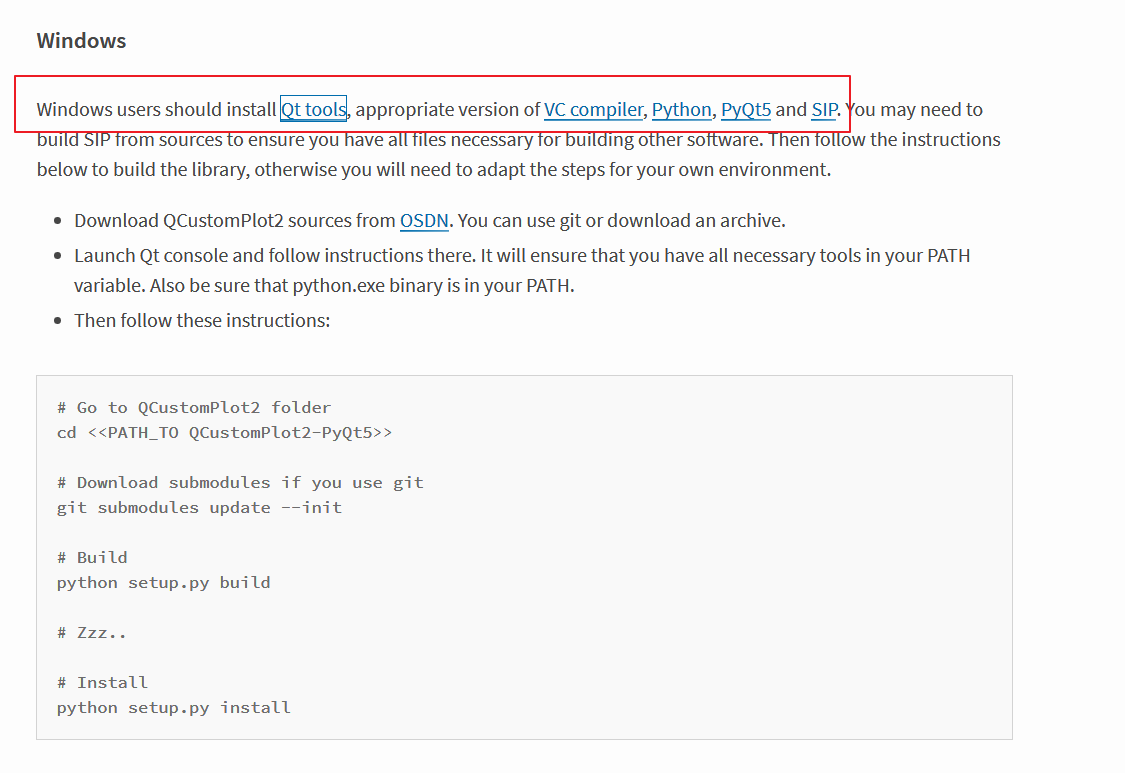 Windows
Windows users should install Qt tools, appropriate version of VC compiler, Python, PyQt5 and SIP. You may need to
build SIP from sources to ensure you have all files necessary for building other software. Then follow the instructions
below to build the library, otherwise you will need to adapt the steps for your own environment.
• Download QCustomPlot2 sources from OSDN. You can use git or download an archive.
• Launch Qt console and follow instructions there. It will ensure that you have all necessary tools in your PATH
variable. Also be sure that python.exe binary is in your PATH.
• Then follow these instructions:
# Go to QCustomPlot2 folder
cd <<PATH_TO QCustomPlot2-PyQt5>>
# Download submodules if you use git
git submodules update --init
# Build
python setup.py build
# Zzz..
# Install
python setup.py install